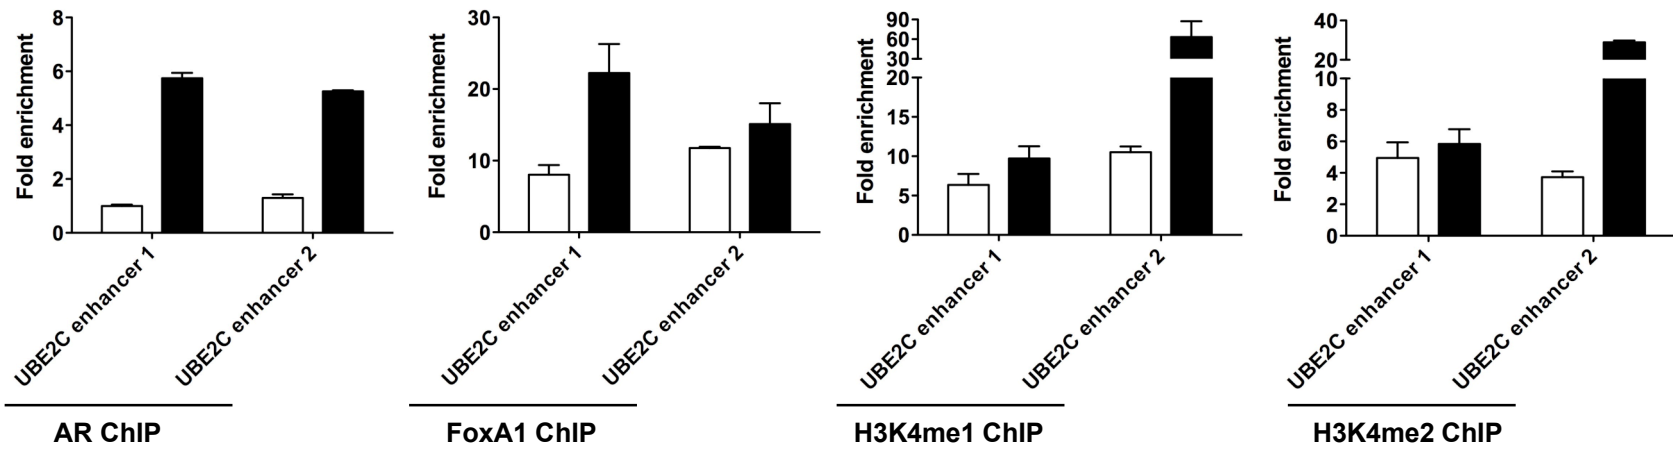 Fold enrichment
8
6
4
2
0
UBE2C enhancer 1
UBE2C enhancer 2
AR ChIP
Fold enrichment
30
20
10
0
UBE2C enhancer 1
UBE2C enhancer 2
FoxA1 ChIP
Fold enrichment
90
60
30
20
15
10
5
0
UBE2C enhancer 1
UBE2C enhancer 2
H3K4me1 ChIP
Fold enrichment
40
20
10
8
6
4
2
0
UBE2C enhancer 1
UBE2C enhancer 2
H3K4me2 ChIP